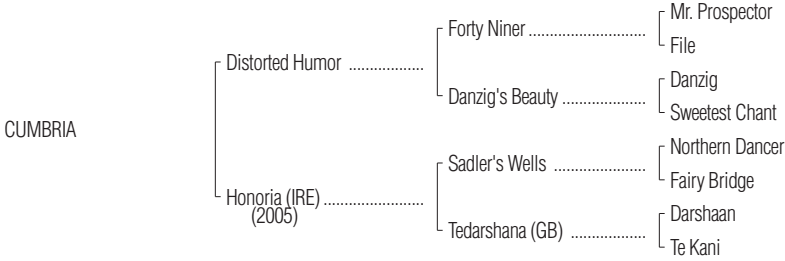 Mr. Prospector
Forty Niner ............................
File
Distorted Humor ..................
Danzig
Danzig's Beauty ....................
Sweetest Chant
CUMBRIA
Northern Dancer
Sadler's Wells ......................
Fairy Bridge
Honoria (IRE) ........................
(2005)
Darshaan
Tedarshana (GB) ..................
Te Kani